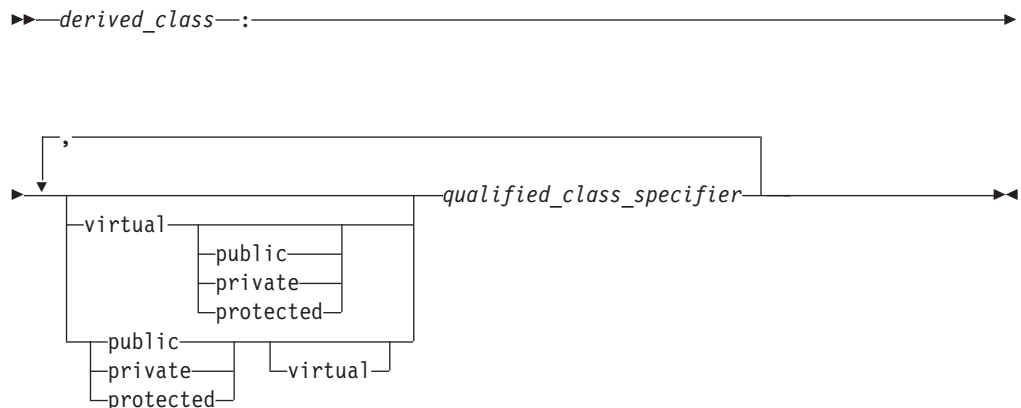 derived_class :
,
qualified_class_specifier
virtual
public
private
protected
public
private virtual
protected